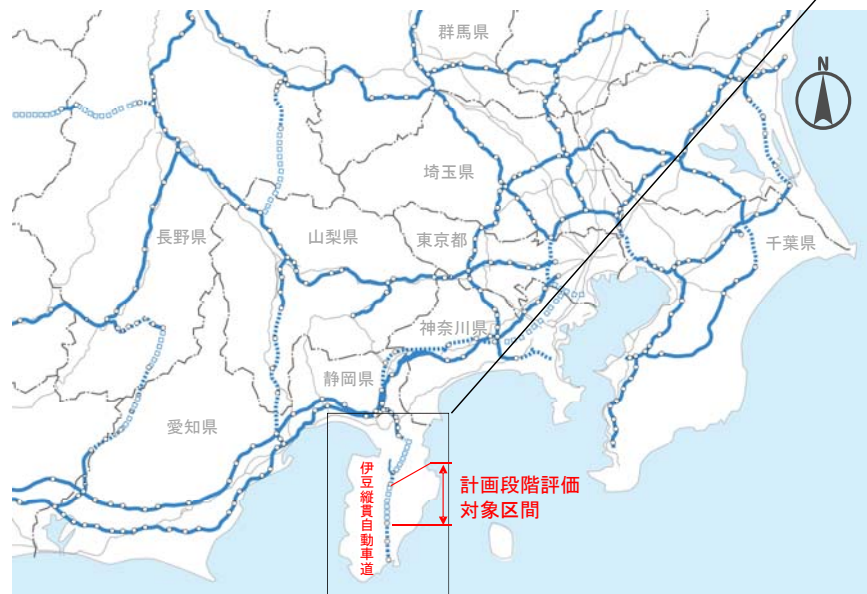 群馬県
N
埼玉県
長野県
山梨県
東京都
千葉県
神奈川県
静岡県
愛知県
伊豆縦貫自動車道
計画段階評価
対象区間